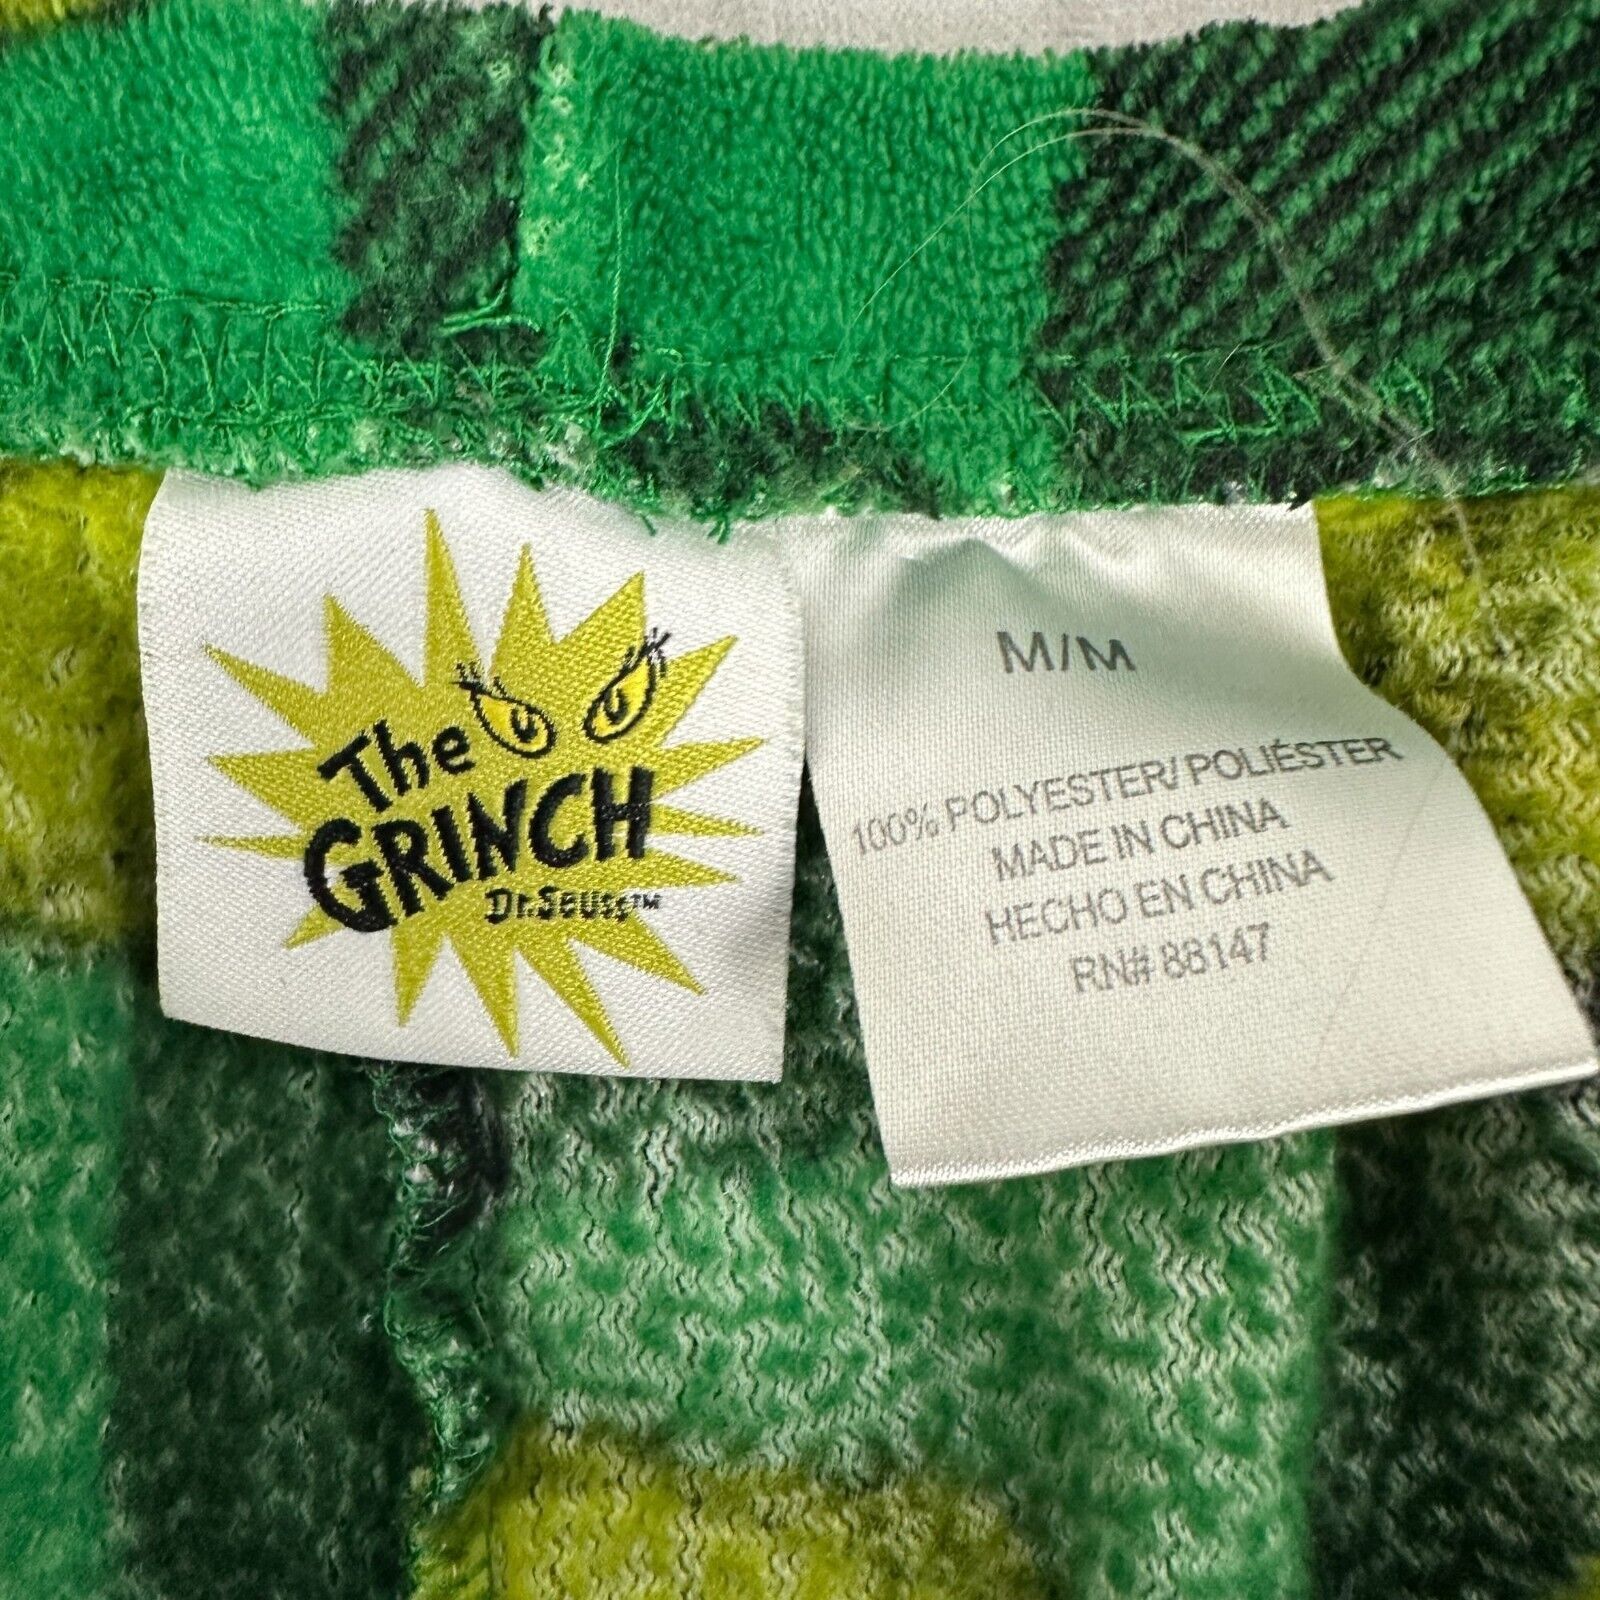 The
GRINCH
Dr. Seuss™
M/M
100% POLYESTER/POLIÉSTER
MADE IN CHINA
HECHO EN CHINA
RN# 88147